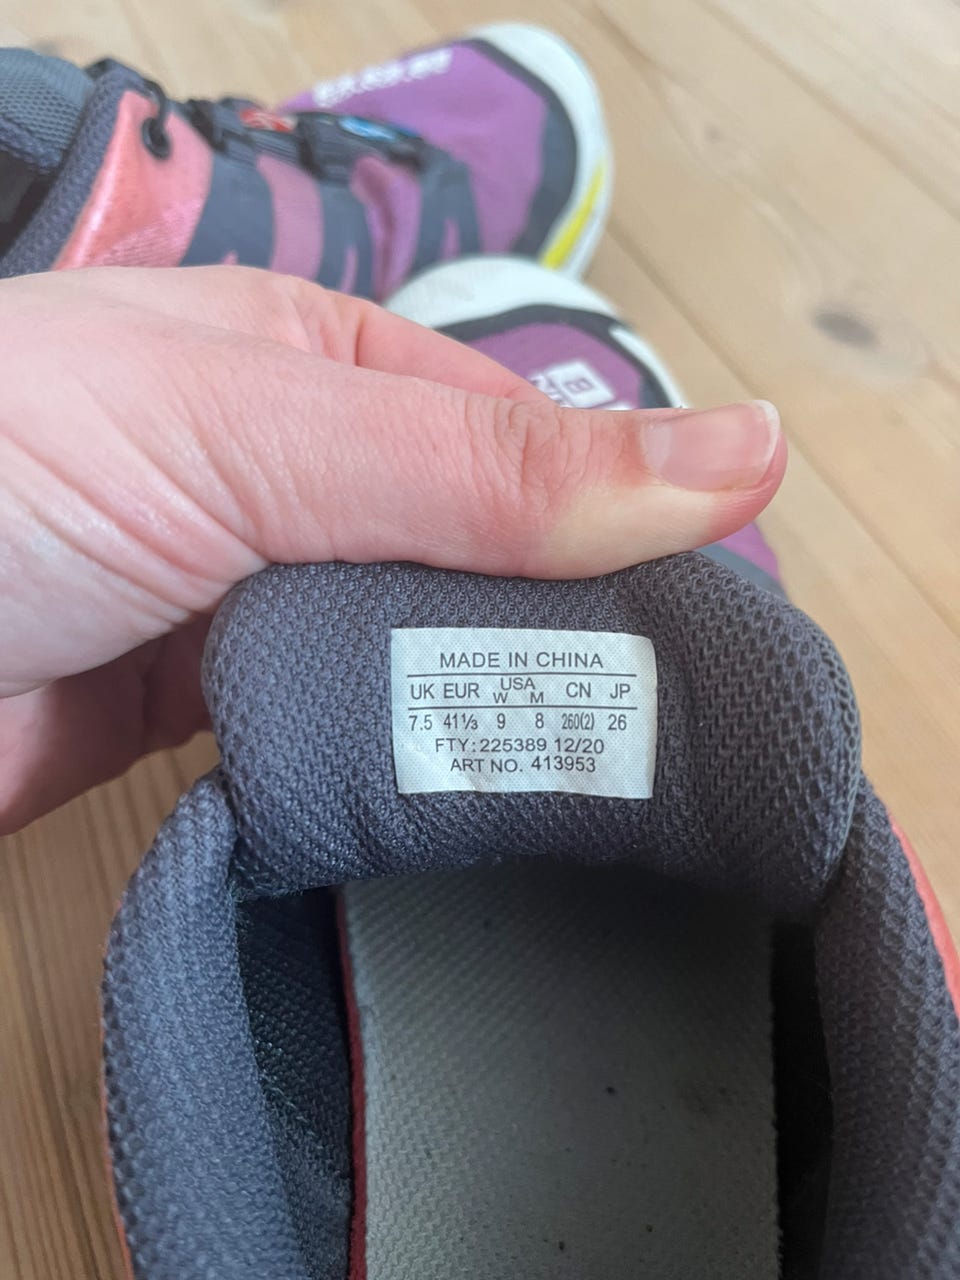 MADE IN CHINA
UK EUR USA W M CN JP
7.5 41⅓ 9 8 260(2) 26
FTY: 225389 12/20
ART NO. 413953